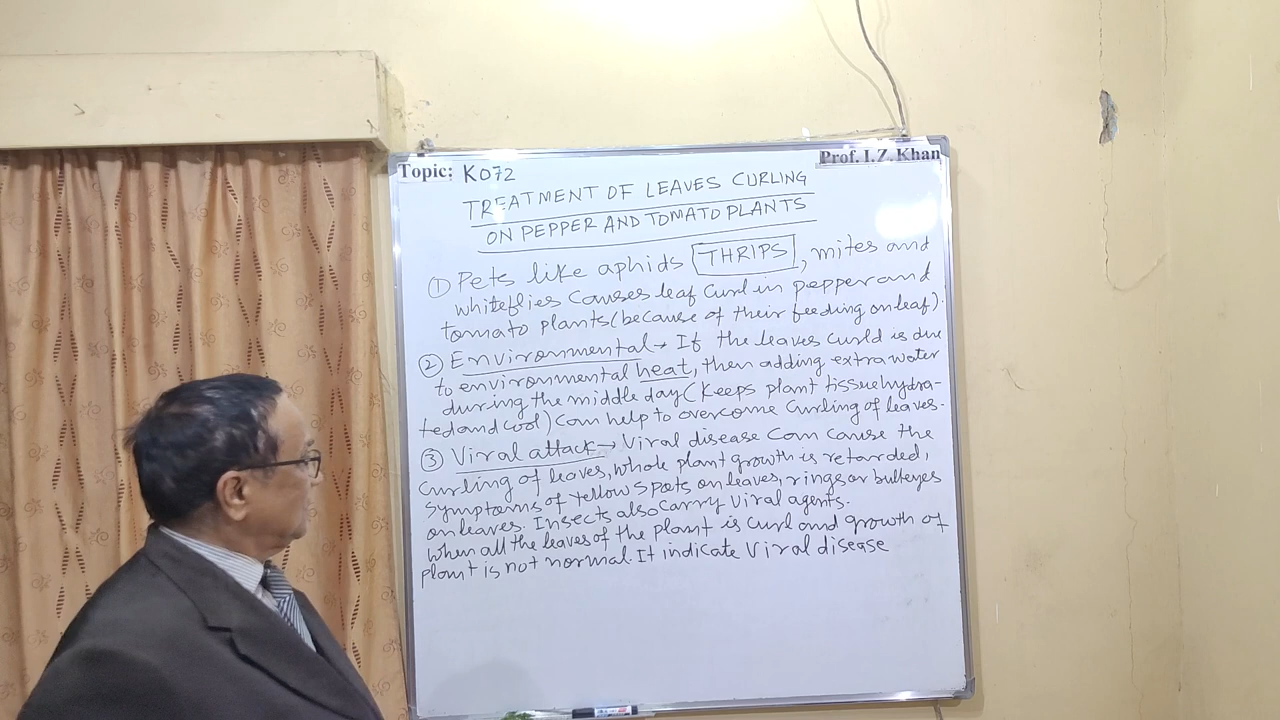 Topic: K072
Prof. I.Z. Khan
TREATMENT OF LEAVES CURLING
ON PEPPER AND TOMATO PLANTS
① Pets like aphids THRIPS, mites and
whiteflies causes leaf curl in pepper and
tomato plants (because of their feeding on leaf).
② Environmental → If the leaves curld is due
to environmental heat, then adding extra water
during the middle day (Keeps plant tissue hydra-
ted and cool) can help to overcome curling of leaves.
③ Viral attack → Viral disease can cause the
curling of leaves, whole plant growth is retarded;
symptoms of yellow spots on leaves, rings or bulleyes
on leaves. Insects also carry viral agents.
When all the leaves of the plant is curl and growth of
plant is not normal. It indicate Viral disease